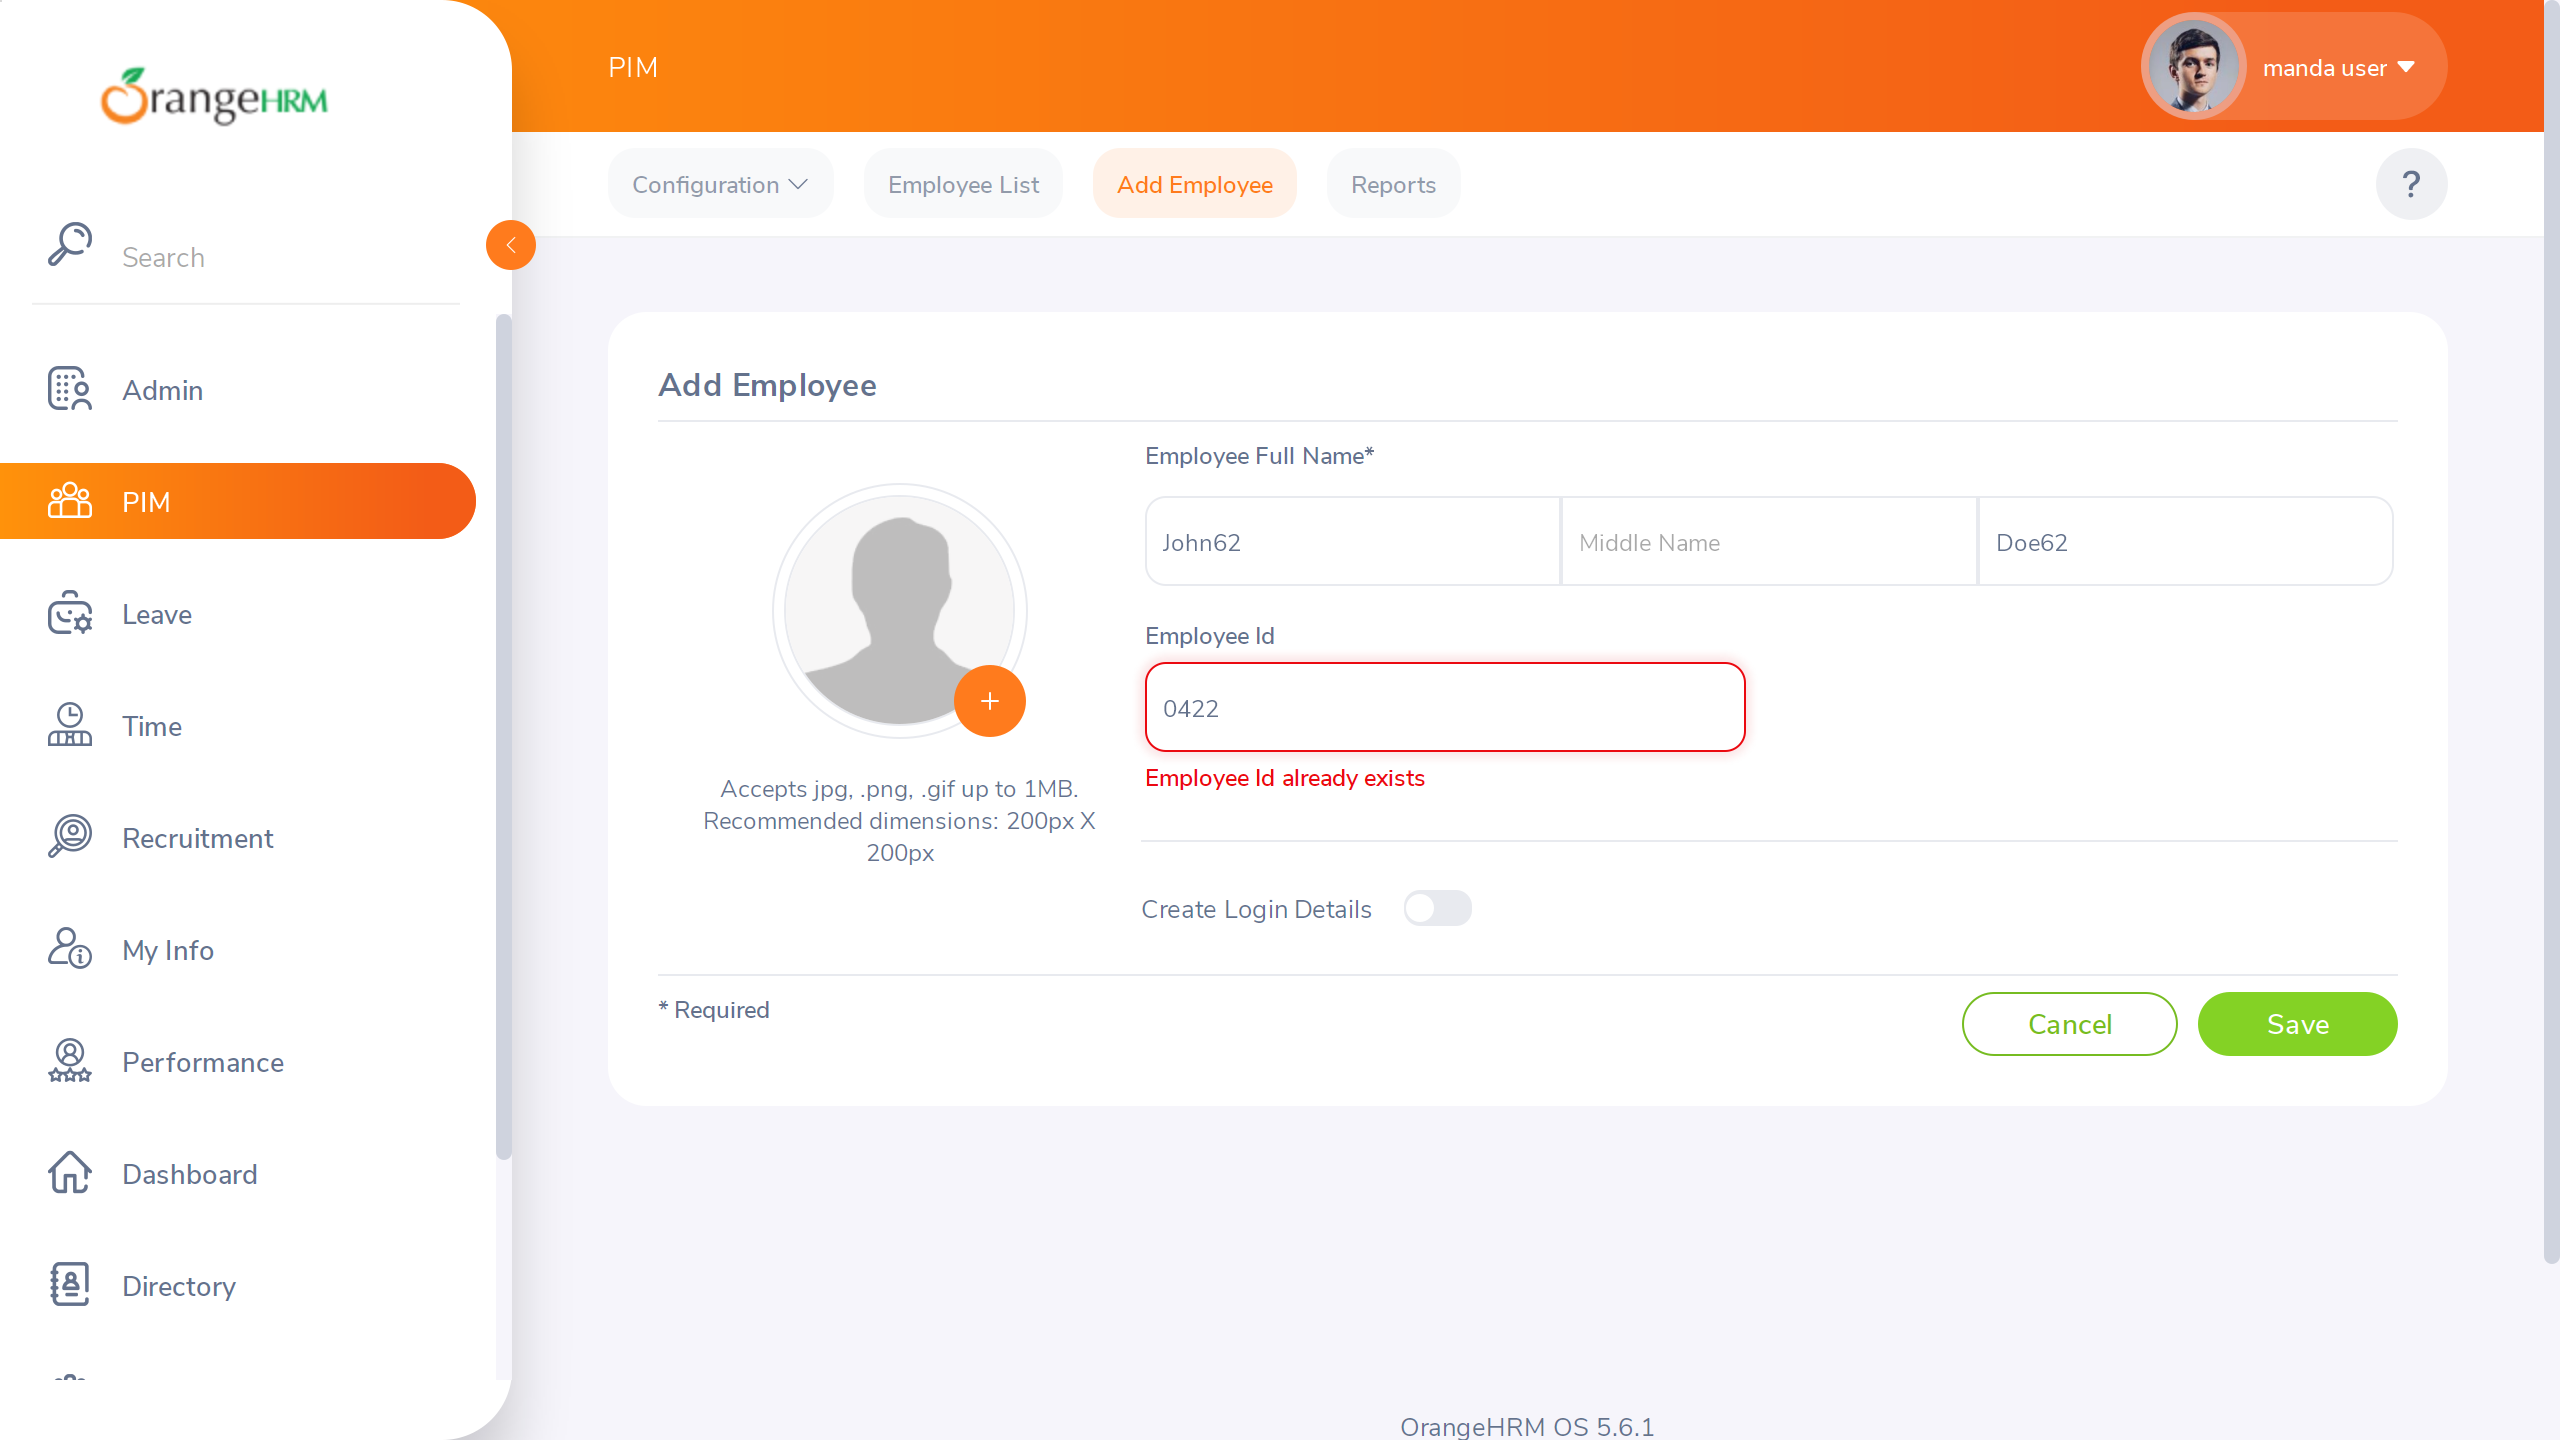 OrangeHRM
Search
Admin
PIM
Leave
Time
Recruitment
My Info
Performance
Dashboard
Directory
PIM
manda user
Configuration
Employee List
Add Employee
Reports
?
Add Employee
Accepts jpg, .png, .gif up to 1MB.
Recommended dimensions: 200px X
200px
Employee Full Name*
John62
Middle Name
Doe62
Employee Id
0422
Employee Id already exists
Create Login Details
* Required
Cancel
Save
OrangeHRM OS 5.6.1